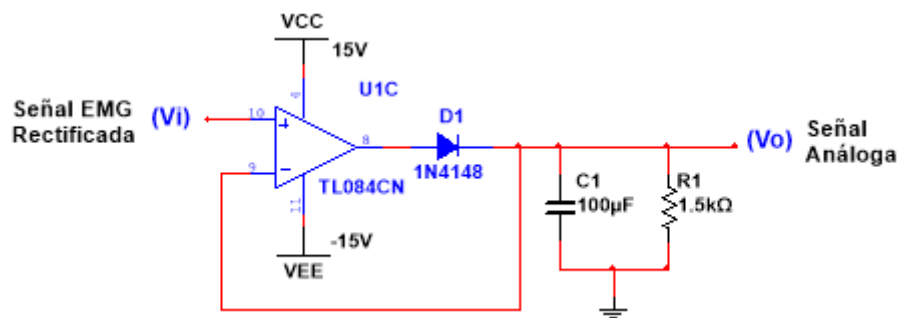 VCC
15V
U1C
4
Señal EMG
Rectificada
(Vi)
10
+
8
D1
1N4148
(Vo)
Señal
Análoga
9
−
TL084CN
11
-15V
VEE
C1
100µF
R1
1.5kΩ